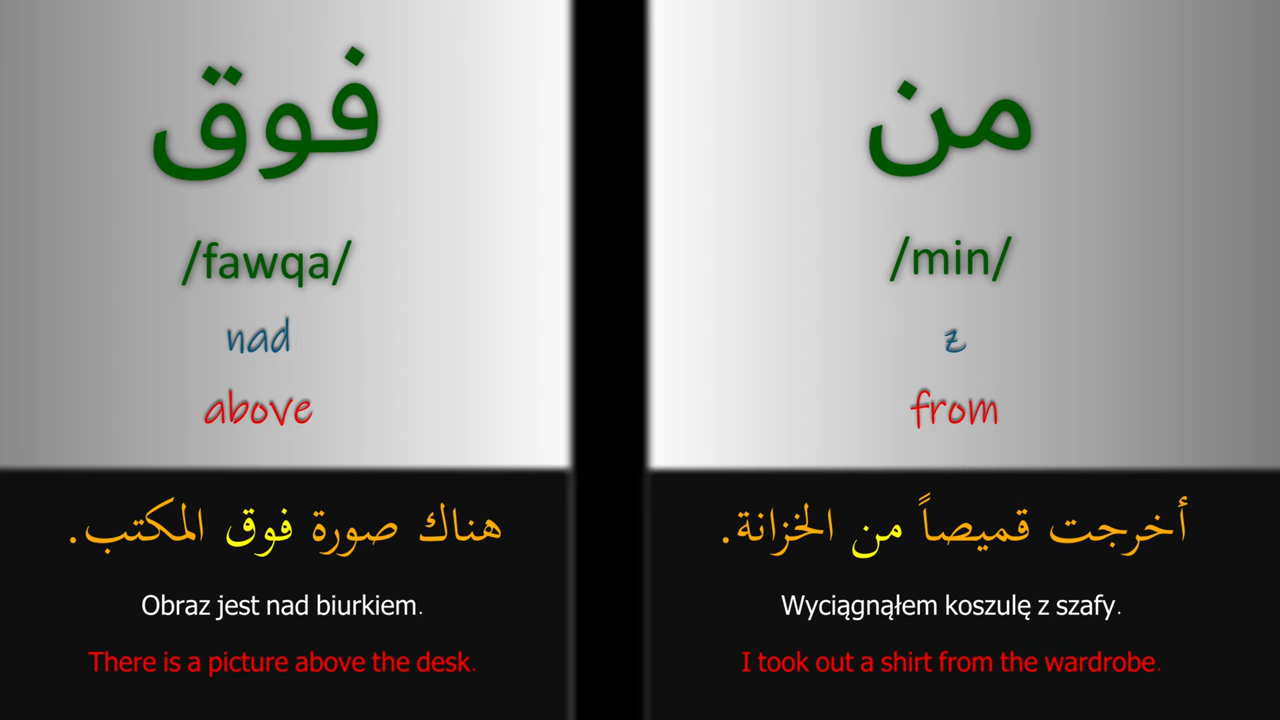 فوق
/fawqa/
nad
above
هناك صورة فوق المكتب.
Obraz jest nad biurkiem.
There is a picture above the desk.
من
/min/
z
from
أخرجت قميصاً من الخزانة.
Wyciągnąłem koszulę z szafy.
I took out a shirt from the wardrobe.